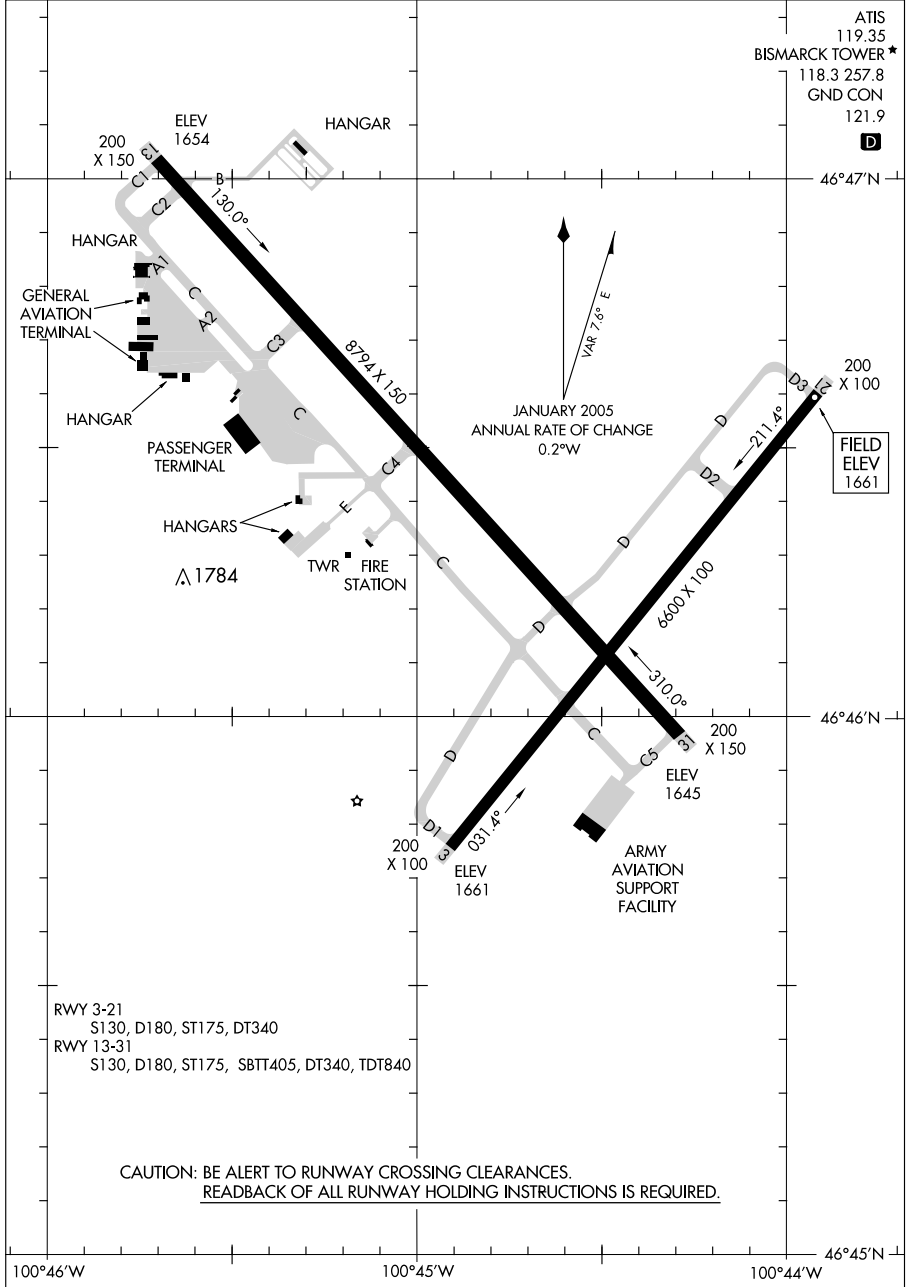 ATIS
119.35
BISMARCK TOWER
118.3 257.8
GND CON
121.9
D
ELEV
1654
HANGAR
200
X 150
13
C1
B
46°47'N
130.0°
C2
HANGAR
A1
GENERAL
AVIATION
TERMINAL
C
A2
VAR 7.6° E
C3
8794 X 150
200
X 100
D3
21
HANGAR
JANUARY 2005
ANNUAL RATE OF CHANGE
0.2°W
C
D
211.4°
PASSENGER
TERMINAL
FIELD
ELEV
1661
C4
D2
E
HANGARS
D
C
TWR
FIRE
STATION
1784
6600 X 100
D
310.0°
46°46'N
D
C
31
200
X 150
C5
ELEV
1645
D1
031.4°
200
X 100
3
ELEV
1661
ARMY
AVIATION
SUPPORT
FACILITY
RWY 3-21
S130, D180, ST175, DT340
RWY 13-31
S130, D180, ST175, SBTT405, DT340, TDT840
CAUTION: BE ALERT TO RUNWAY CROSSING CLEARANCES.
READBACK OF ALL RUNWAY HOLDING INSTRUCTIONS IS REQUIRED.
46°45'N
100°46'W
100°45'W
100°44'W